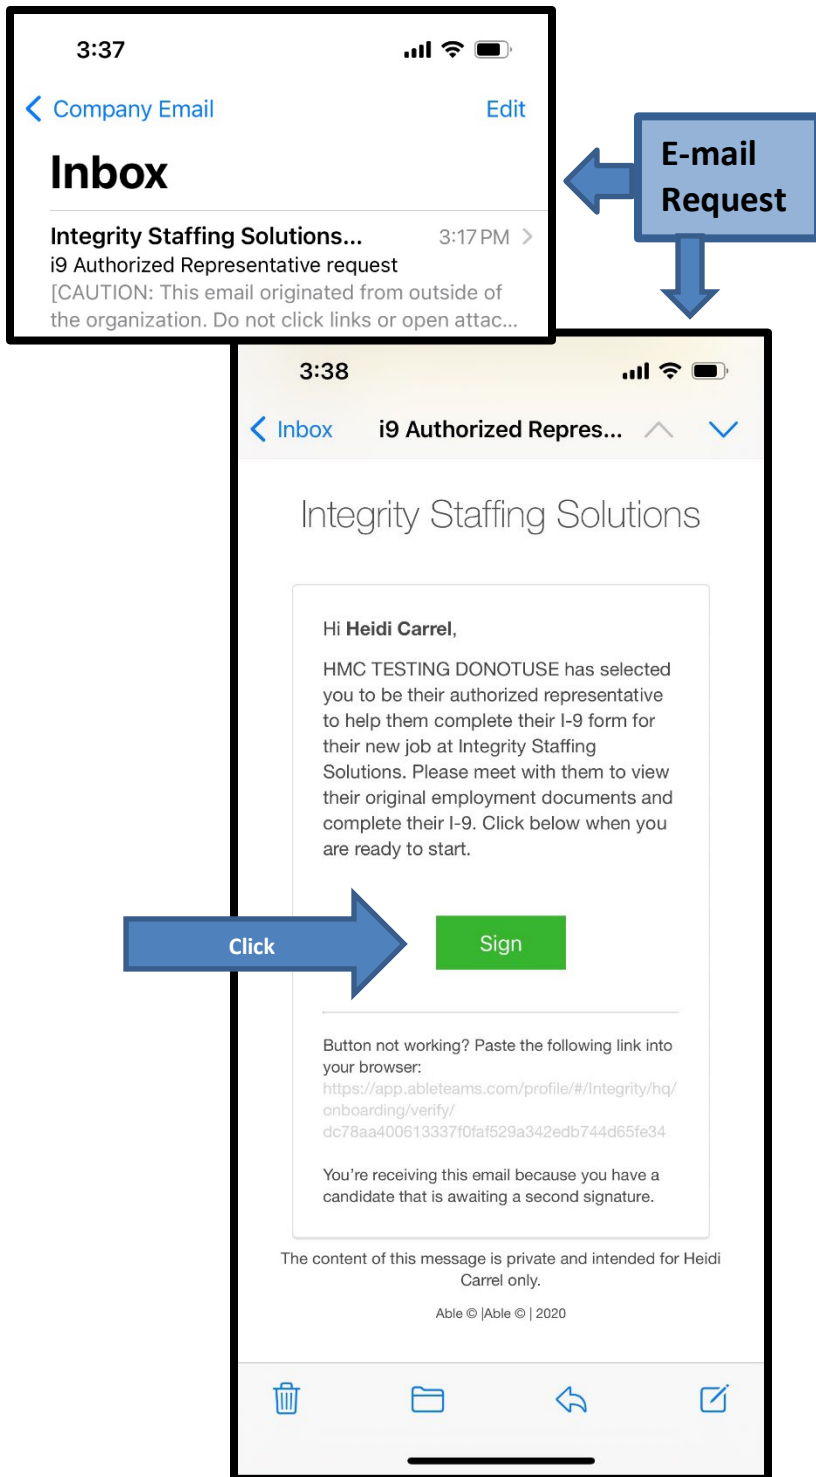 3:37
Company Email
Edit
Inbox
Integrity Staffing Solutions...
3:17 PM
i9 Authorized Representative request
[CAUTION: This email originated from outside of
the organization. Do not click links or open attac...
E-mail
Request
3:38
Inbox
i9 Authorized Repres...
Integrity Staffing Solutions
Hi Heidi Carrel,
HMC TESTING DONOTUSE has selected
you to be their authorized representative
to help them complete their I-9 form for
their new job at Integrity Staffing
Solutions. Please meet with them to view
their original employment documents and
complete their I-9. Click below when you
are ready to start.
Click
Sign
Button not working? Paste the following link into
your browser:
https://app.ableteams.com/profile/#/Integrity/hq/
onboarding/verify/
dc78aa400613337f0faf529a342edb744d65fe34
You're receiving this email because you have a
candidate that is awaiting a second signature.
The content of this message is private and intended for Heidi
Carrel only.
Able © |Able © | 2020